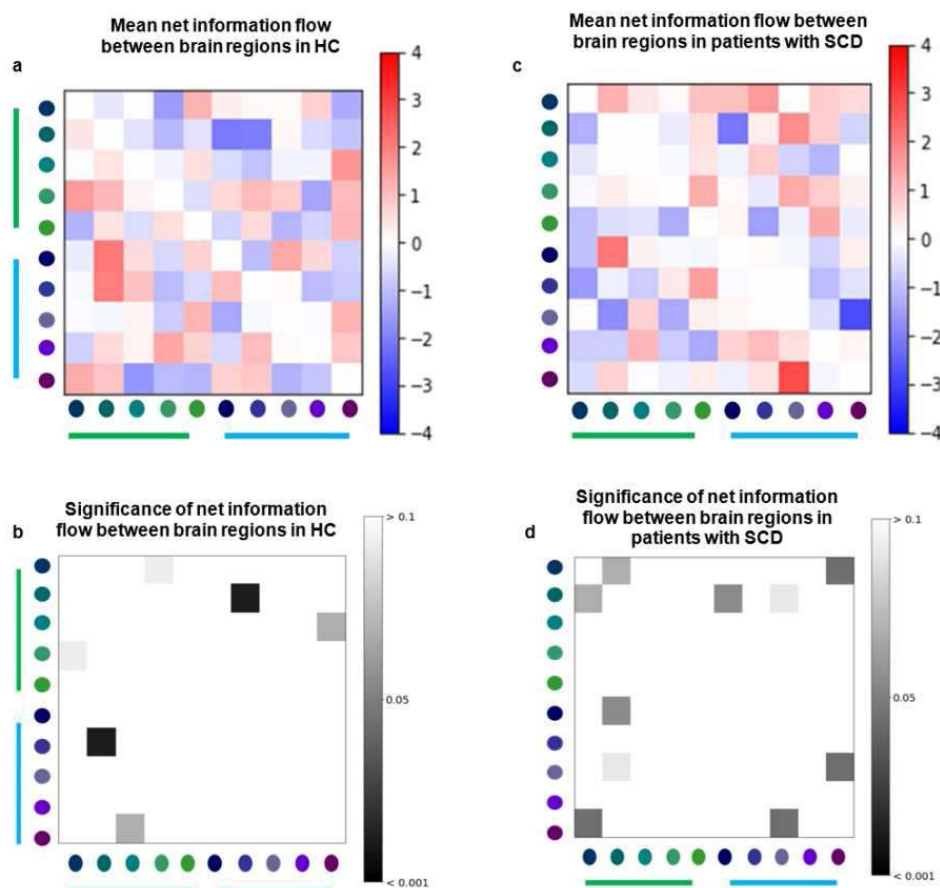 Mean net information flow
between brain regions in HC
a
4
3
2
1
0
−1
−2
−3
−4
Mean net information flow between
brain regions in patients with SCD
c
4
3
2
1
0
−1
−2
−3
−4
Significance of net information
flow between brain regions in HC
b
> 0.1
0.05
< 0.001
Significance of net information
flow between brain regions in
patients with SCD
d
> 0.1
0.05
< 0.001